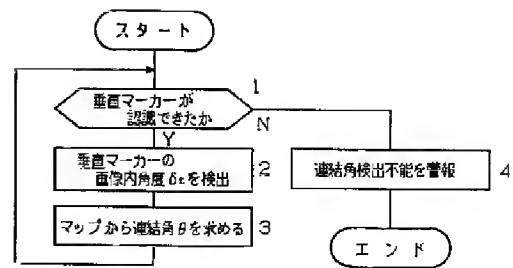 スタート
1
垂直マーカーが
認識できたか
N
Y
垂直マーカーの
画像内角度δεを検出
2
連結角検出不能を警報
4
マップから連結角θを求める
3
エンド